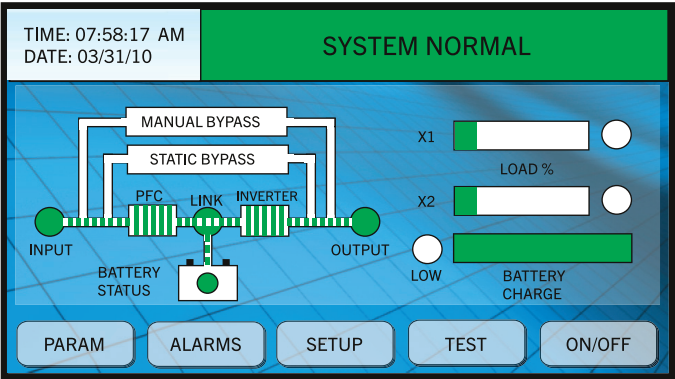 TIME: 07:58:17 AM
DATE: 03/31/10
SYSTEM NORMAL
MANUAL BYPASS
STATIC BYPASS
PFC
LINK
INVERTER
INPUT
OUTPUT
BATTERY
STATUS
X1
LOAD %
X2
LOW
BATTERY
CHARGE
PARAM
ALARMS
SETUP
TEST
ON/OFF